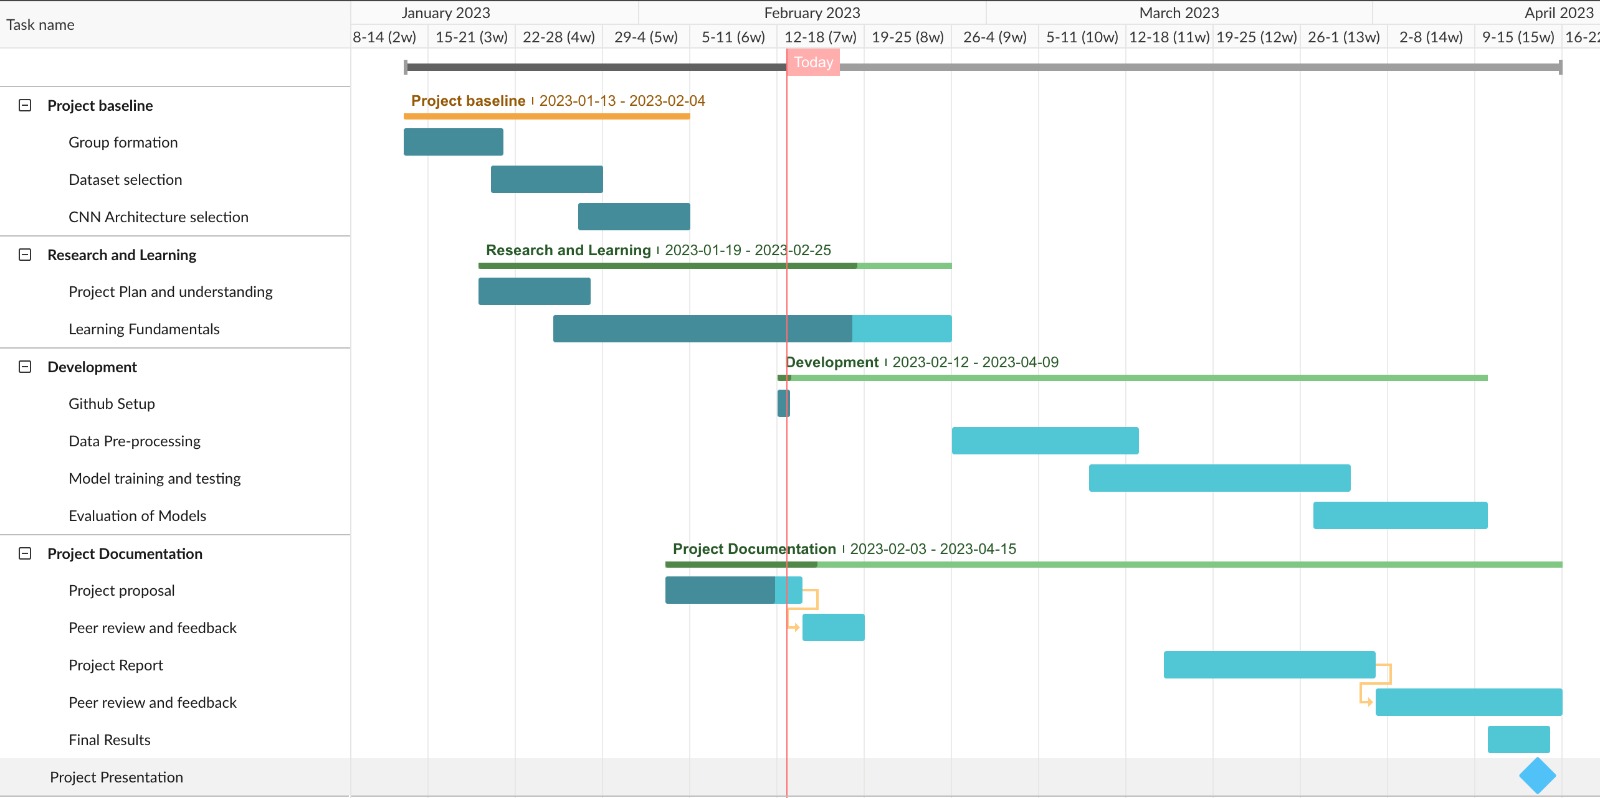 Task name
January 2023 February 2023 March 2023 April 2023
8-14 (2w) 15-21 (3w) 22-28 (4w) 29-4 (5w) 5-11 (6w) 12-18 (7w) 19-25 (8w) 26-4 (9w) 5-11 (10w) 12-18 (11w) 19-25 (12w) 26-1 (13w) 2-8 (14w) 9-15 (15w) 16-22
Today
Project baseline Project baseline | 2023-01-13 - 2023-02-04
Group formation
Dataset selection
CNN Architecture selection
Research and Learning Research and Learning | 2023-01-19 - 2023-02-25
Project Plan and understanding
Learning Fundamentals
Development Development | 2023-02-12 - 2023-04-09
Github Setup
Data Pre-processing
Model training and testing
Evaluation of Models
Project Documentation Project Documentation | 2023-02-03 - 2023-04-15
Project proposal
Peer review and feedback
Project Report
Peer review and feedback
Final Results
Project Presentation